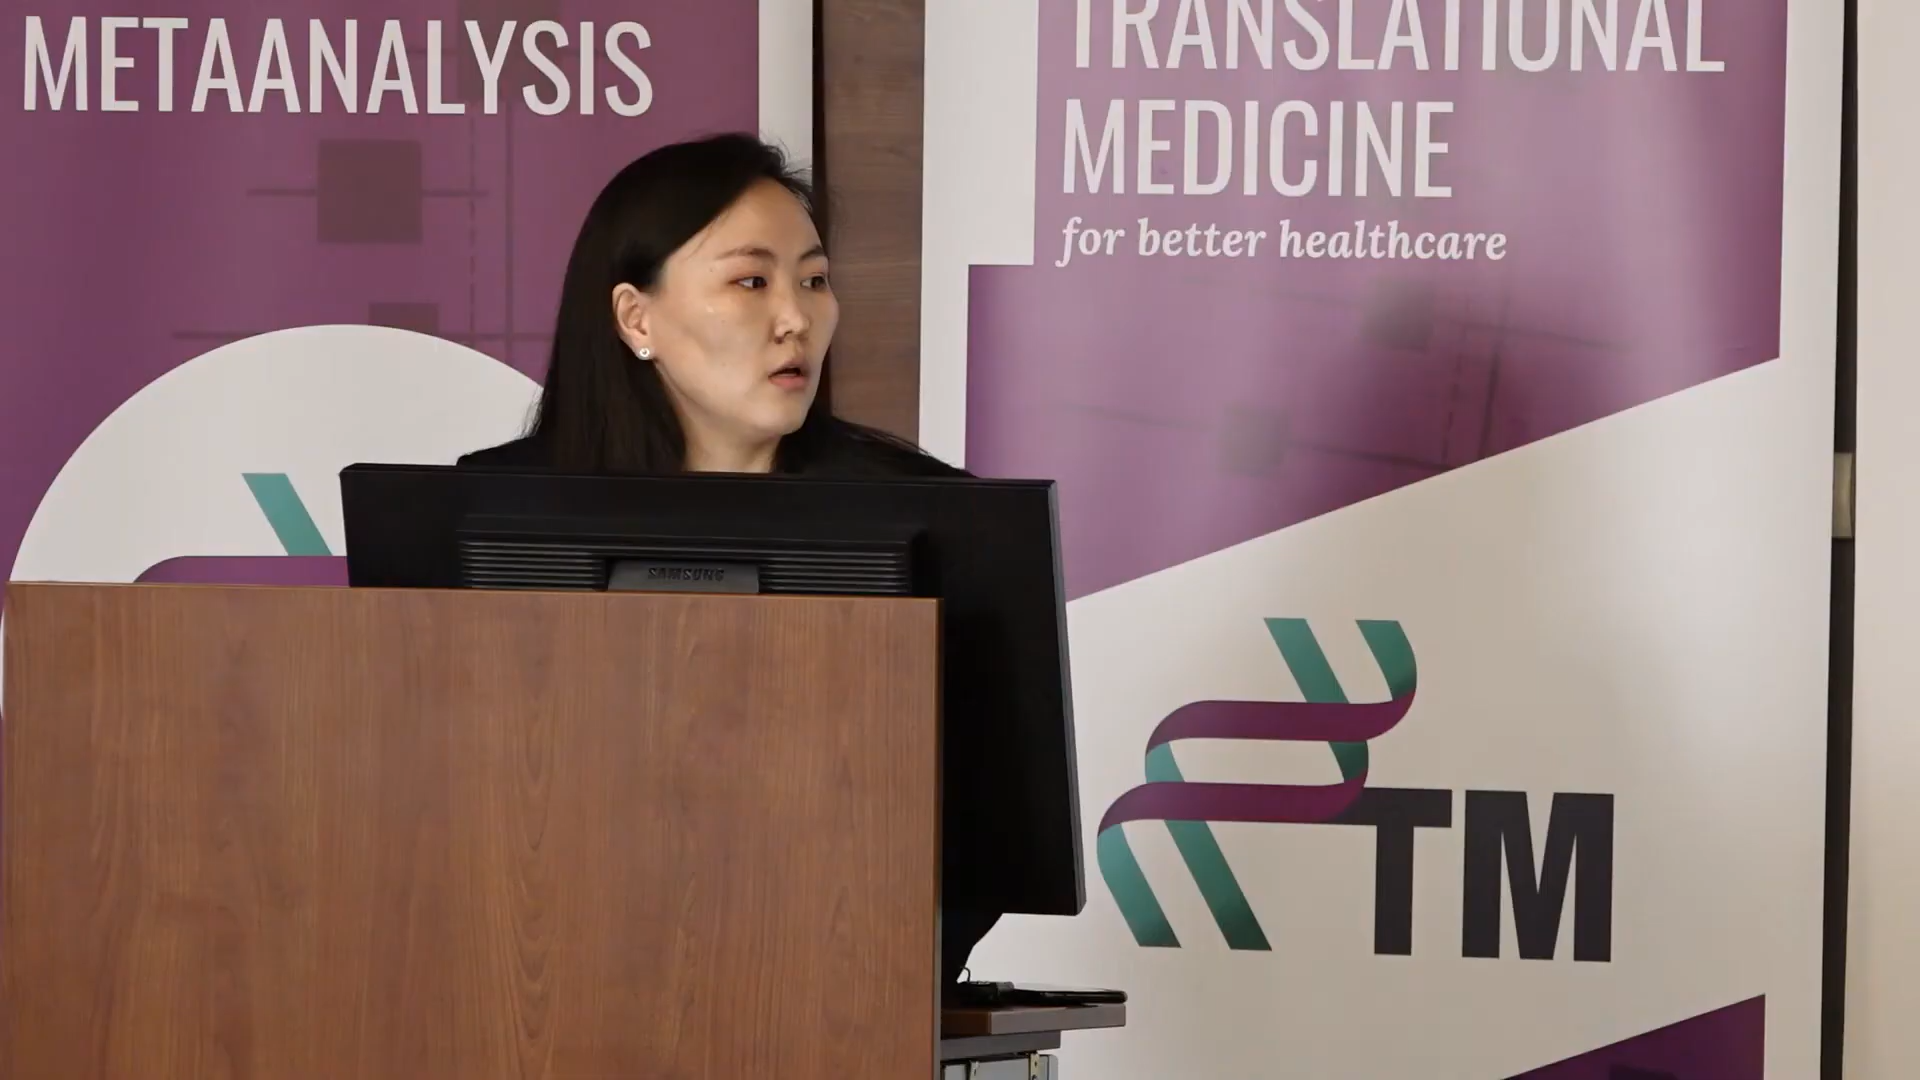 METAANALYSIS
TRANSLATIONAL
MEDICINE
for better healthcare
SAMSUNG
TM